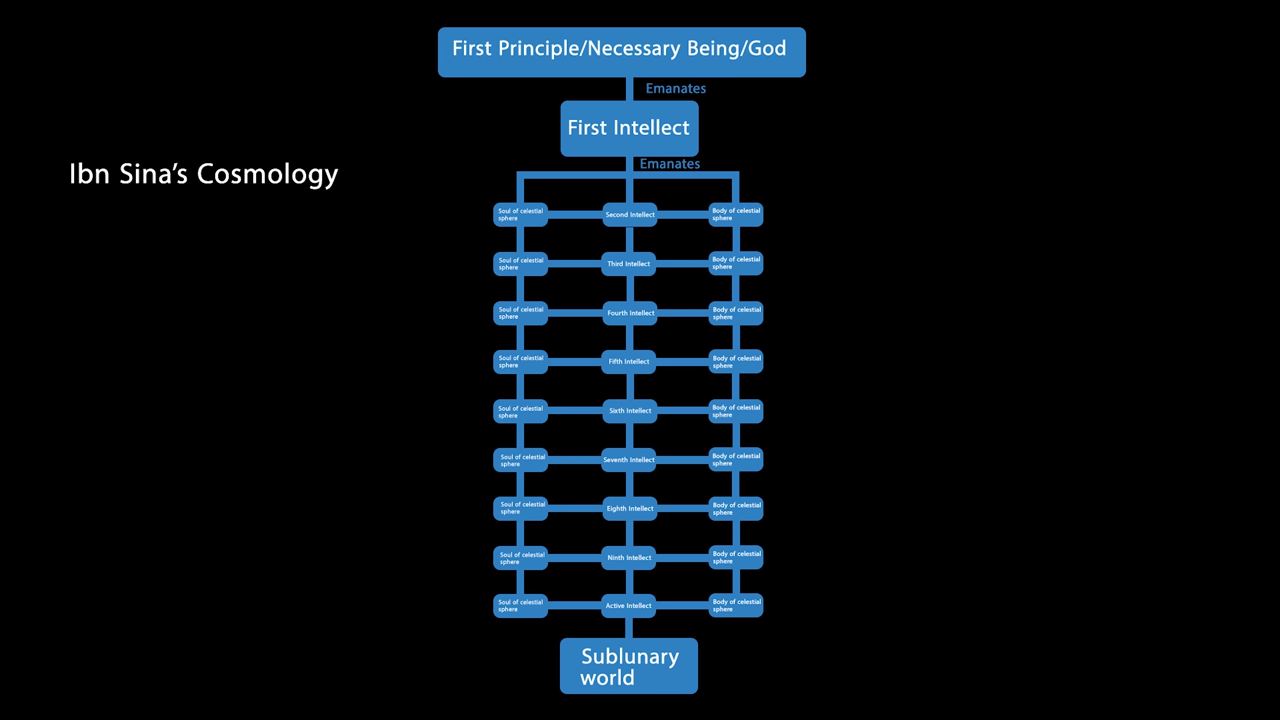 First Principle/Necessary Being/God
Emanates
First Intellect
Emanates
Ibn Sina’s Cosmology
Soul of celestial
sphere
Second Intellect
Body of celestial
sphere
Soul of celestial
sphere
Third Intellect
Body of celestial
sphere
Soul of celestial
sphere
Fourth Intellect
Body of celestial
sphere
Soul of celestial
sphere
Fifth Intellect
Body of celestial
sphere
Soul of celestial
sphere
Sixth Intellect
Body of celestial
sphere
Soul of celestial
sphere
Seventh Intellect
Body of celestial
sphere
Soul of celestial
sphere
Eighth Intellect
Body of celestial
sphere
Soul of celestial
sphere
Ninth Intellect
Body of celestial
sphere
Soul of celestial
sphere
Active Intellect
Body of celestial
sphere
Sublunary
world